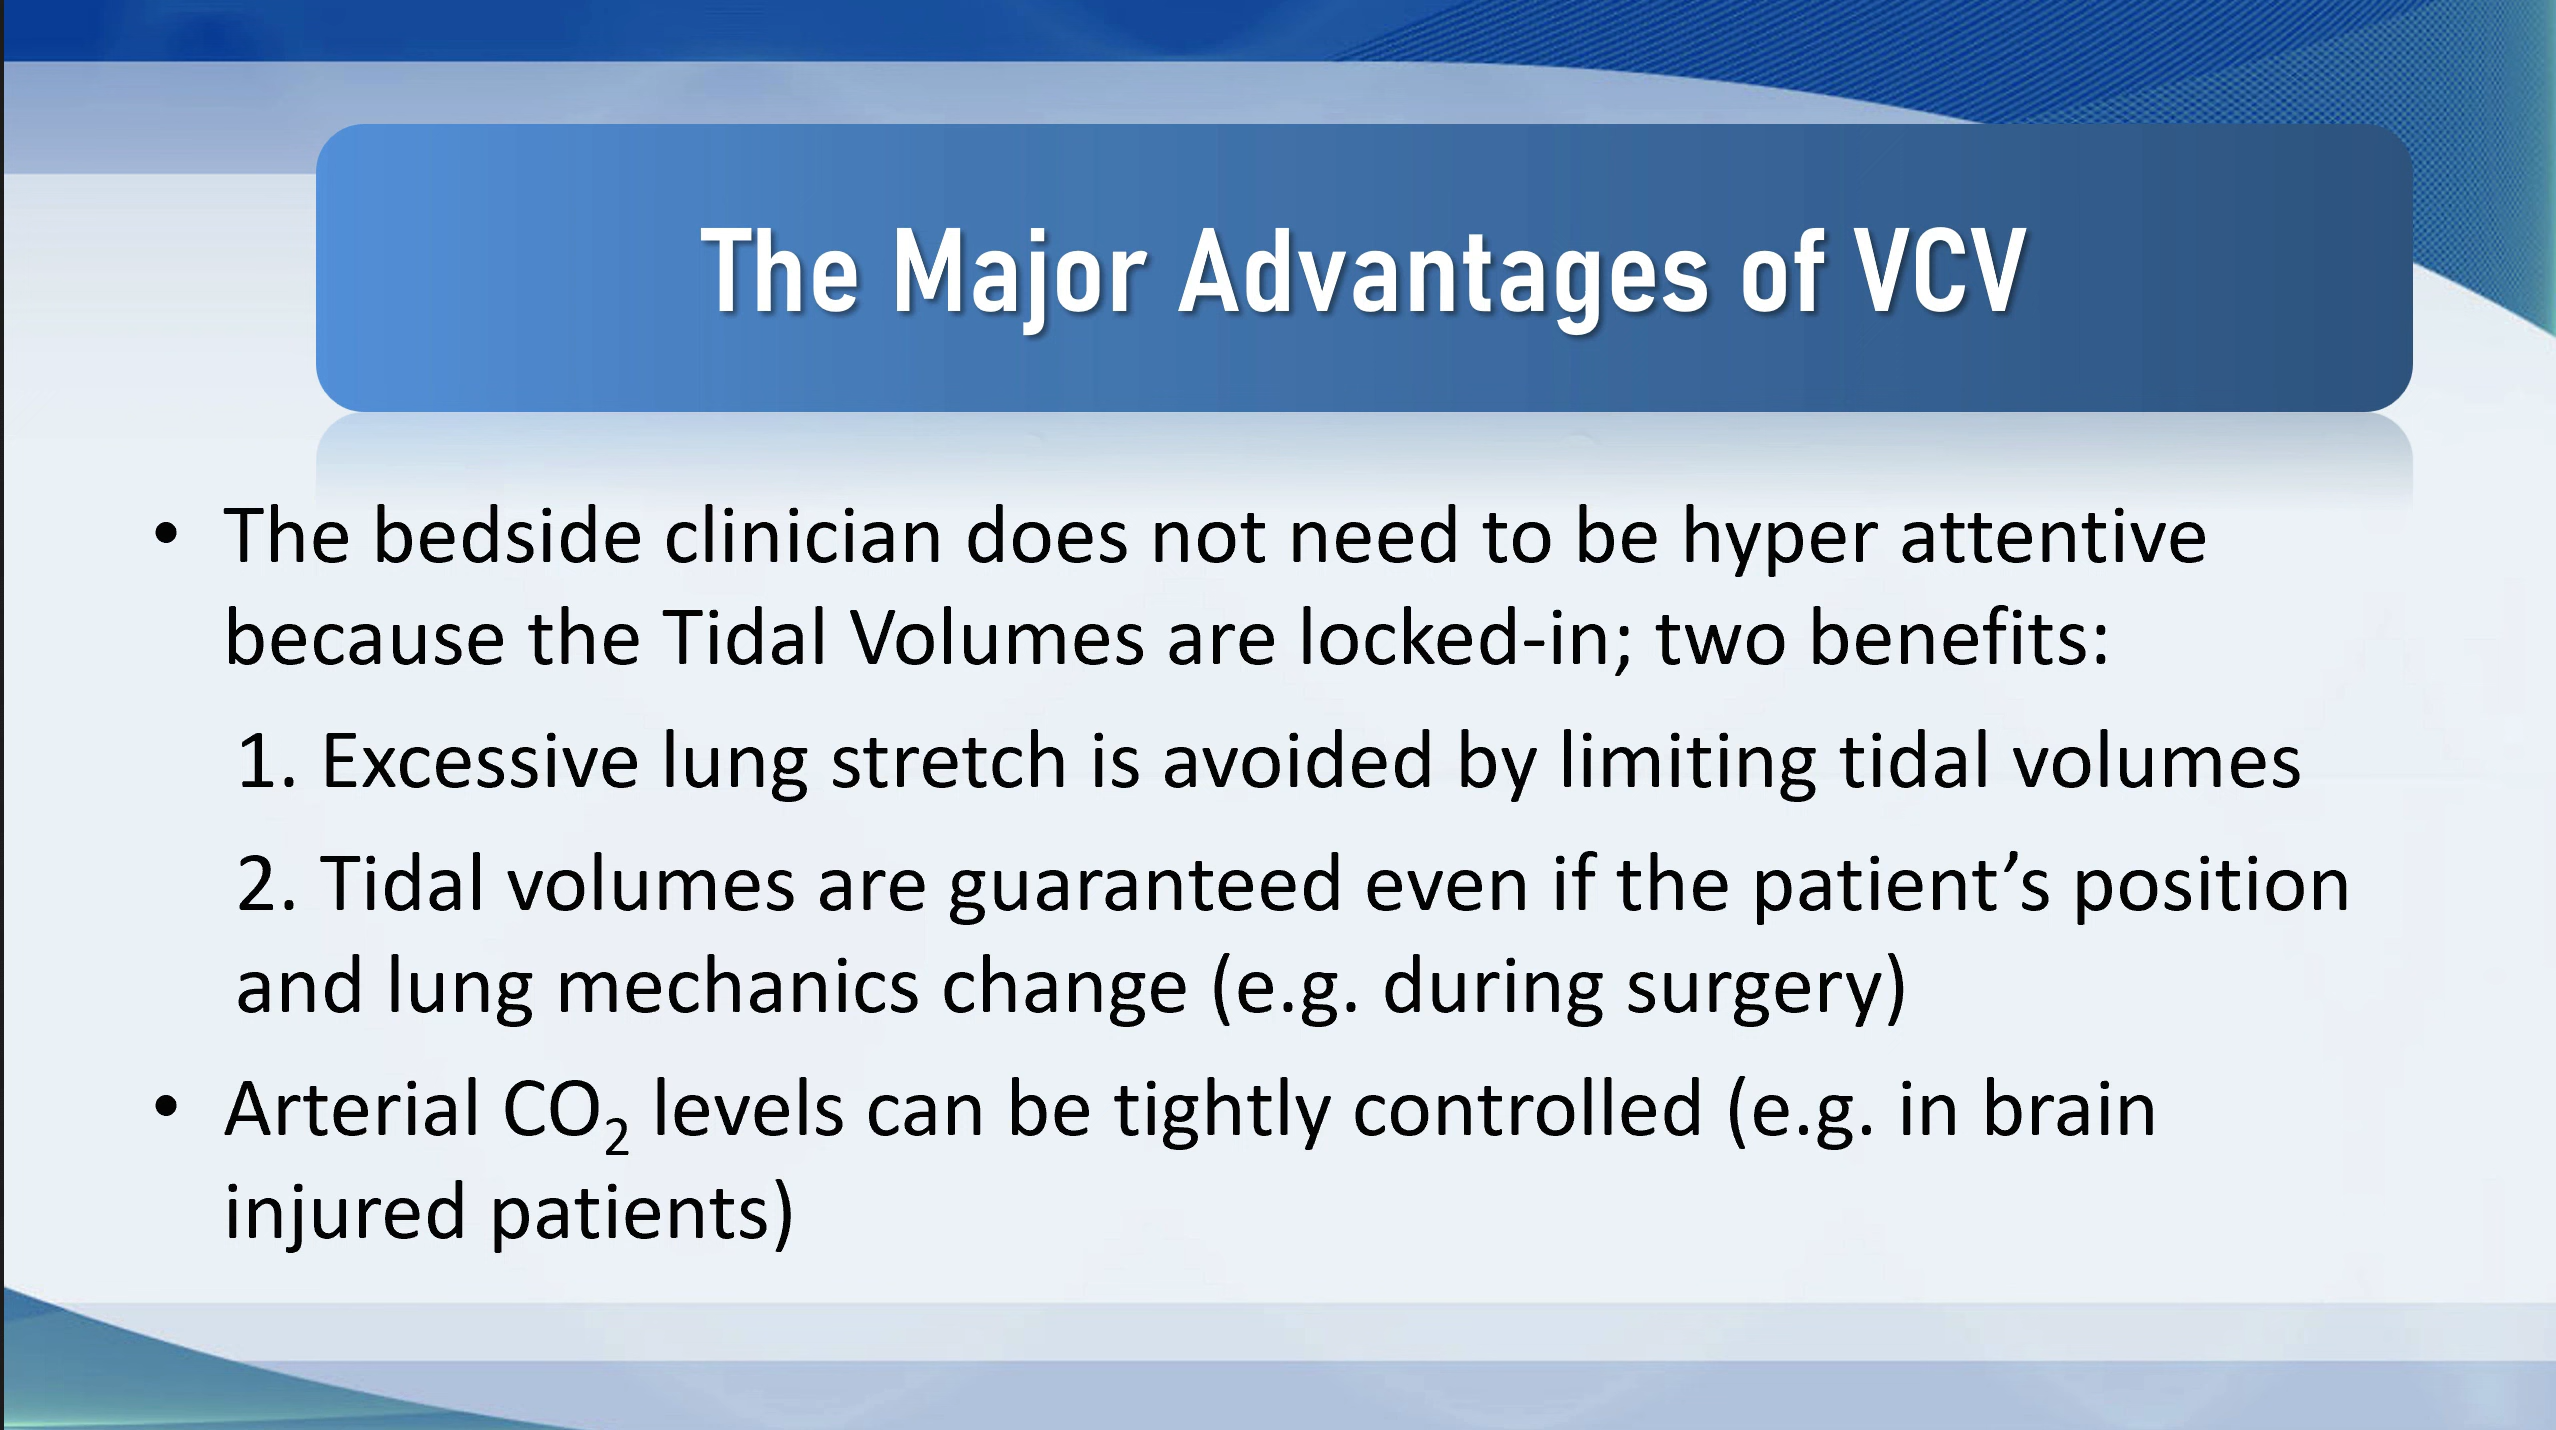 The Major Advantages of VCV
• The bedside clinician does not need to be hyper attentive
because the Tidal Volumes are locked-in; two benefits:
1. Excessive lung stretch is avoided by limiting tidal volumes
2. Tidal volumes are guaranteed even if the patient’s position
and lung mechanics change (e.g. during surgery)
• Arterial CO₂ levels can be tightly controlled (e.g. in brain
injured patients)